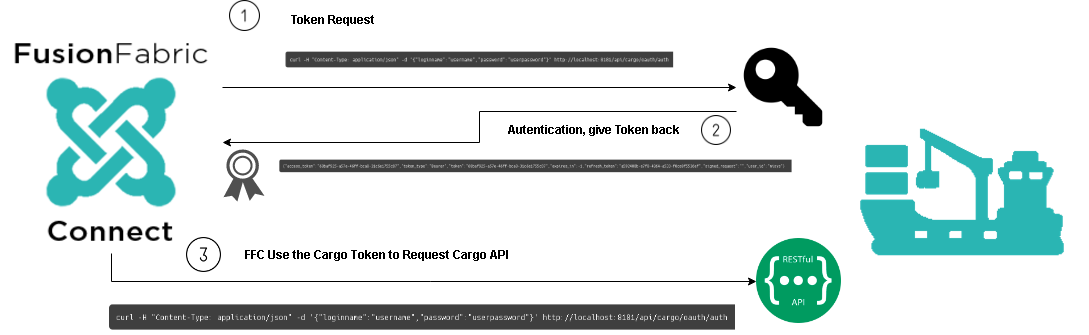 1
Token Request
FusionFabric
curl -H "Content-Type: application/json" -d '{"loginname":"username","password":"userpassword"}' http://localhost:8181/api/cargo/oauth/auth
Autentication, give Token back
2
Connect
3
FFC Use the Cargo Token to Request Cargo API
RESTful
{•••}
API
curl -H "Content-Type: application/json" -d '{"loginname":"username","password":"userpassword"}' http://localhost:8181/api/cargo/oauth/auth